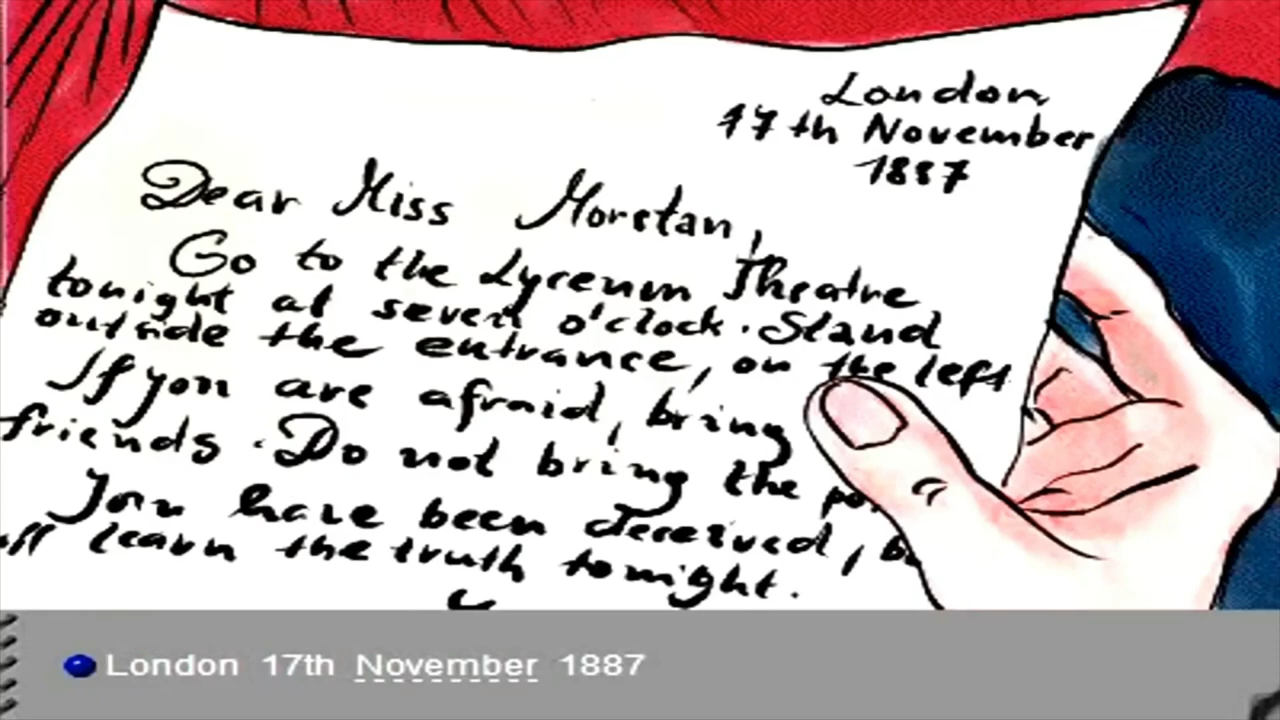 London
17th November
1887
Dear Miss Morstan,
Go to the Lyceum Theatre
tonight at seven o'clock. Stand
outside the entrance, on the left
If you are afraid, bring
friends. Do not bring the
You have been deceived,
learn the truth tonight.
London 17th November 1887